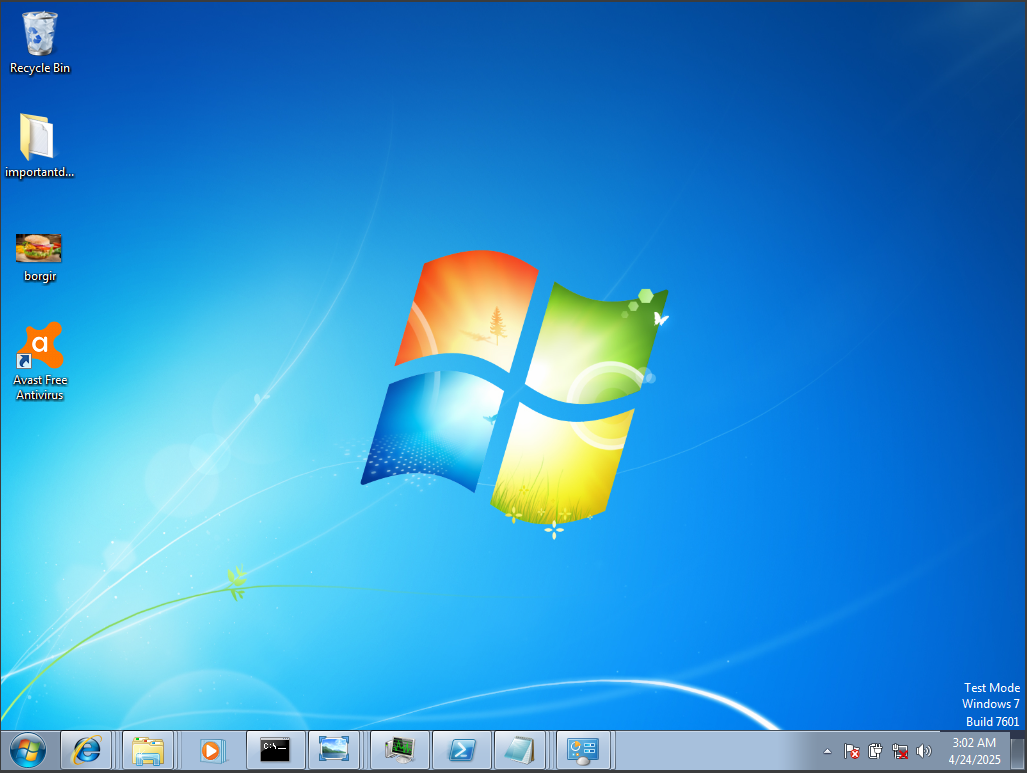 Recycle Bin
importantd...
borgir
a
Avast Free
Antivirus
Test Mode
Windows 7
Build 7601
C:\_
3:02 AM
4/24/2025